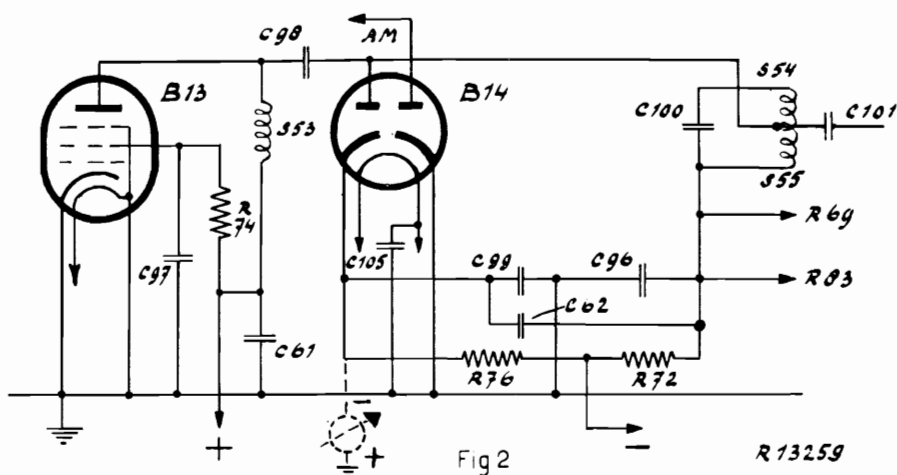 C98
AM
B13
B14
S53
S54
C100
C101
S55
R
74
R69
C97
C105
C99
C96
R83
C62
C61
R76
R72
-
+
-
+
Fig 2
R13259